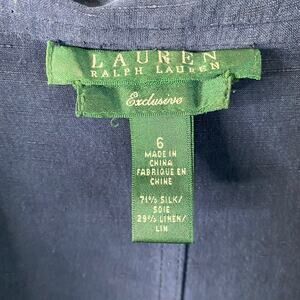 LAUREN
RALPH LAUREN
Exclusive
6
MADE IN
CHINA
FABRIQUE EN
CHINE
71% SILK/
SOIE
29% LINEN/
LIN